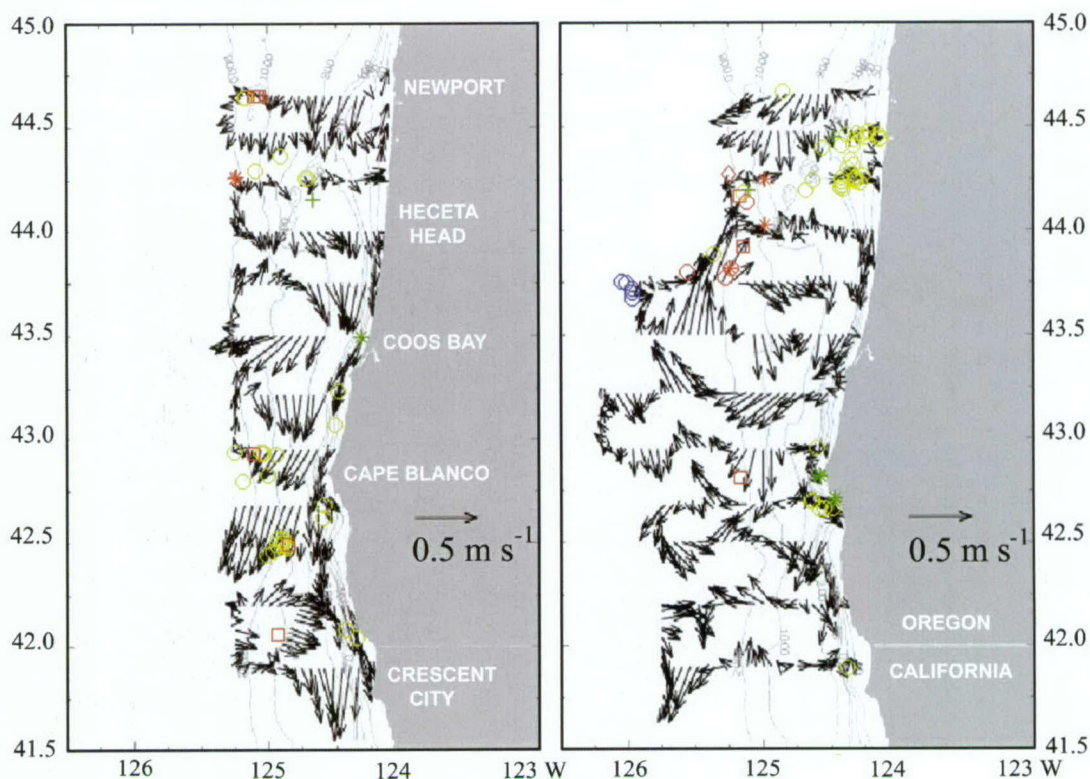 45.0
44.5
44.0
43.5
43.0
42.5
42.0
41.5
NEWPORT
HECETA
HEAD
COOS BAY
CAPE BLANCO
0.5 m s⁻¹
CRESCENT
CITY
126
125
124
123
W
0.5 m s⁻¹
OREGON
CALIFORNIA
45.0
44.5
44.0
43.5
43.0
42.5
42.0
41.5
126
125
124
123
W